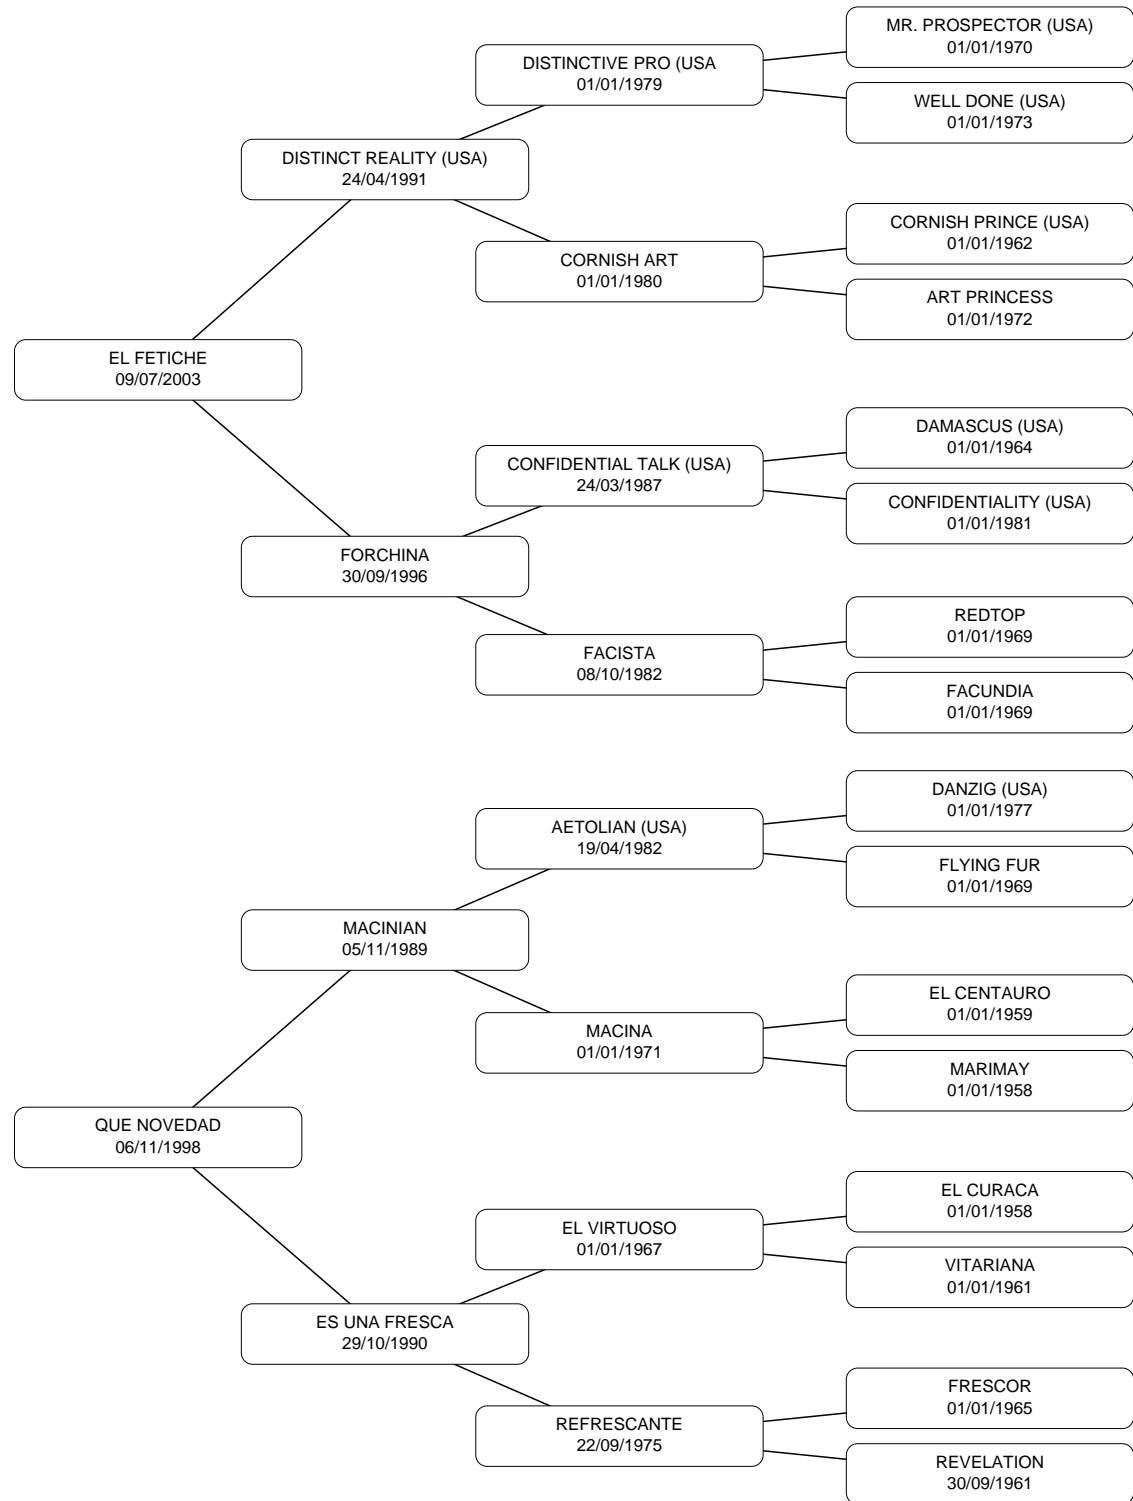 MR. PROSPECTOR (USA)
01/01/1970
DISTINCTIVE PRO (USA
01/01/1979
WELL DONE (USA)
01/01/1973
DISTINCT REALITY (USA)
24/04/1991
CORNISH PRINCE (USA)
01/01/1962
CORNISH ART
01/01/1980
ART PRINCESS
01/01/1972
EL FETICHE
09/07/2003
DAMASCUS (USA)
01/01/1964
CONFIDENTIAL TALK (USA)
24/03/1987
CONFIDENTIALITY (USA)
01/01/1981
FORCHINA
30/09/1996
REDTOP
01/01/1969
FACISTA
08/10/1982
FACUNDIA
01/01/1969
DANZIG (USA)
01/01/1977
AETOLIAN (USA)
19/04/1982
FLYING FUR
01/01/1969
MACINIAN
05/11/1989
EL CENTAURO
01/01/1959
MACINA
01/01/1971
MARIMAY
01/01/1958
QUE NOVEDAD
06/11/1998
EL CURACA
01/01/1958
EL VIRTUOSO
01/01/1967
VITARIANA
01/01/1961
ES UNA FRESCA
29/10/1990
FRESCOR
01/01/1965
REFRESCANTE
22/09/1975
REVELATION
30/09/1961